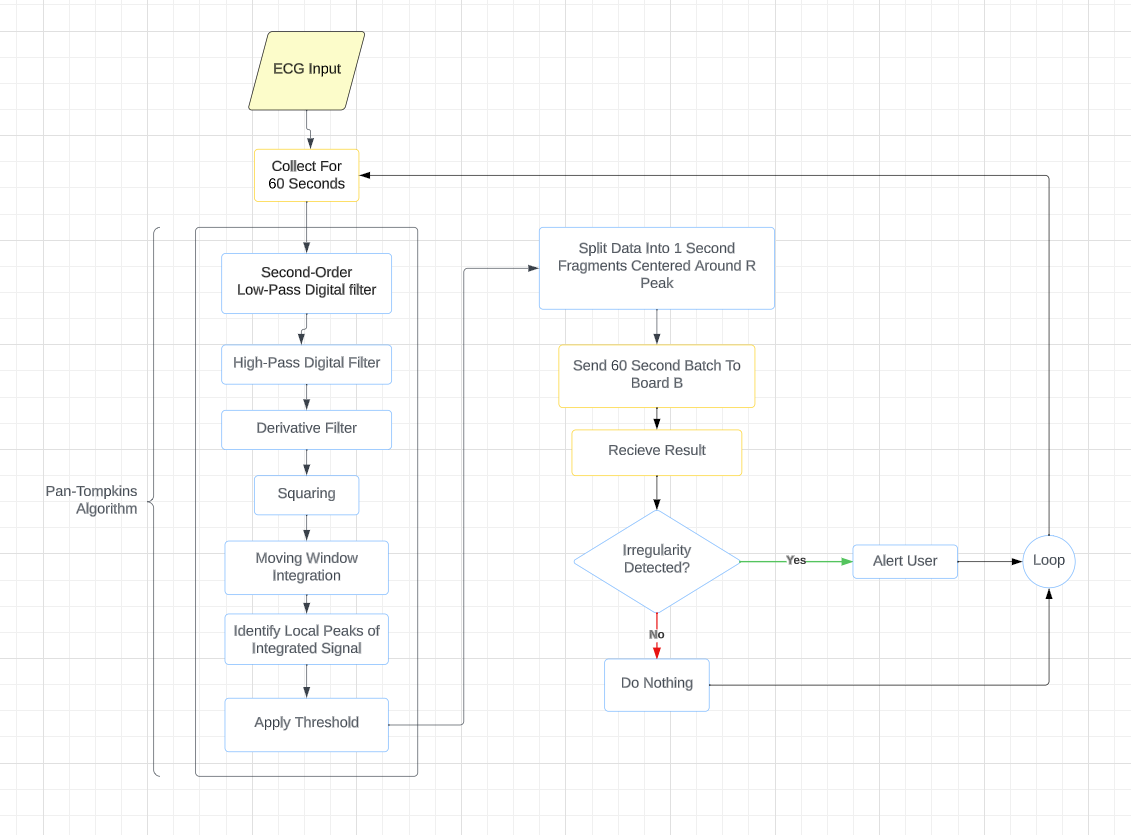 ECG Input
Collect For
60 Seconds
Second-Order
Low-Pass Digital filter
High-Pass Digital Filter
Derivative Filter
Squaring
Pan-Tompkins
Algorithm
Moving Window
Integration
Identify Local Peaks of
Integrated Signal
Apply Threshold
Split Data Into 1 Second
Fragments Centered Around R
Peak
Send 60 Second Batch To
Board B
Recieve Result
Irregularity
Detected?
Yes
Alert User
Loop
No
Do Nothing